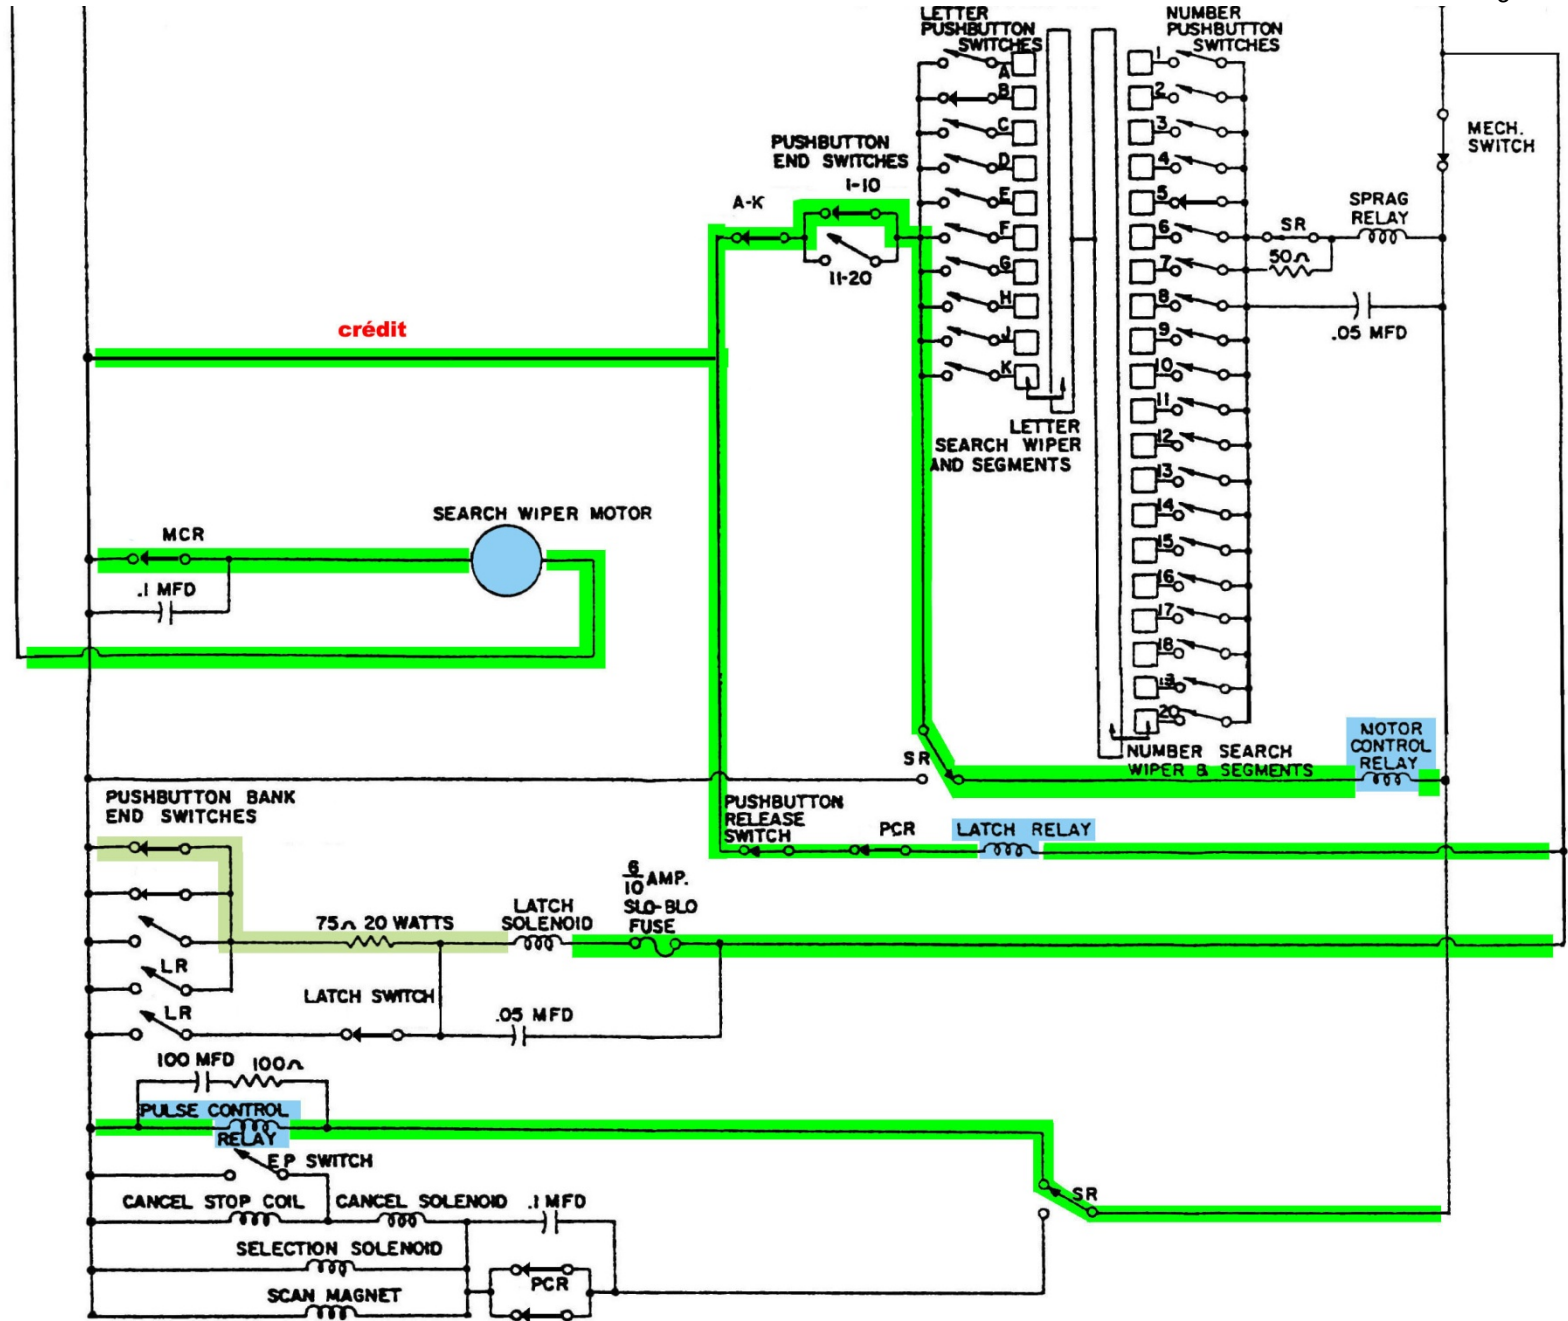 LETTER
PUSHBUTTON
SWITCHES
NUMBER
PUSHBUTTON
SWITCHES
A
B
C
D
E
F
G
H
J
K
1
2
3
4
5
6
7
8
9
10
11
12
13
14
15
16
17
18
19
20
MECH.
SWITCH
PUSHBUTTON
END SWITCHES
1-10
A-K
11-20
SR
SPRAG
RELAY
50Ω
.05 MFD
crédit
LETTER
SEARCH WIPER
AND SEGMENTS
SEARCH WIPER MOTOR
MCR
.1 MFD
SR
NUMBER SEARCH
WIPER & SEGMENTS
MOTOR
CONTROL
RELAY
PUSHBUTTON BANK
END SWITCHES
PUSHBUTTON
RELEASE
SWITCH
PCR
LATCH RELAY
6/10 AMP.
SLO-BLO
FUSE
75Ω 20 WATTS
LATCH
SOLENOID
LR
LR
LATCH SWITCH
.05 MFD
100 MFD
100Ω
PULSE CONTROL
RELAY
E P SWITCH
SR
CANCEL STOP COIL
CANCEL SOLENOID
.1 MFD
SELECTION SOLENOID
PCR
SCAN MAGNET